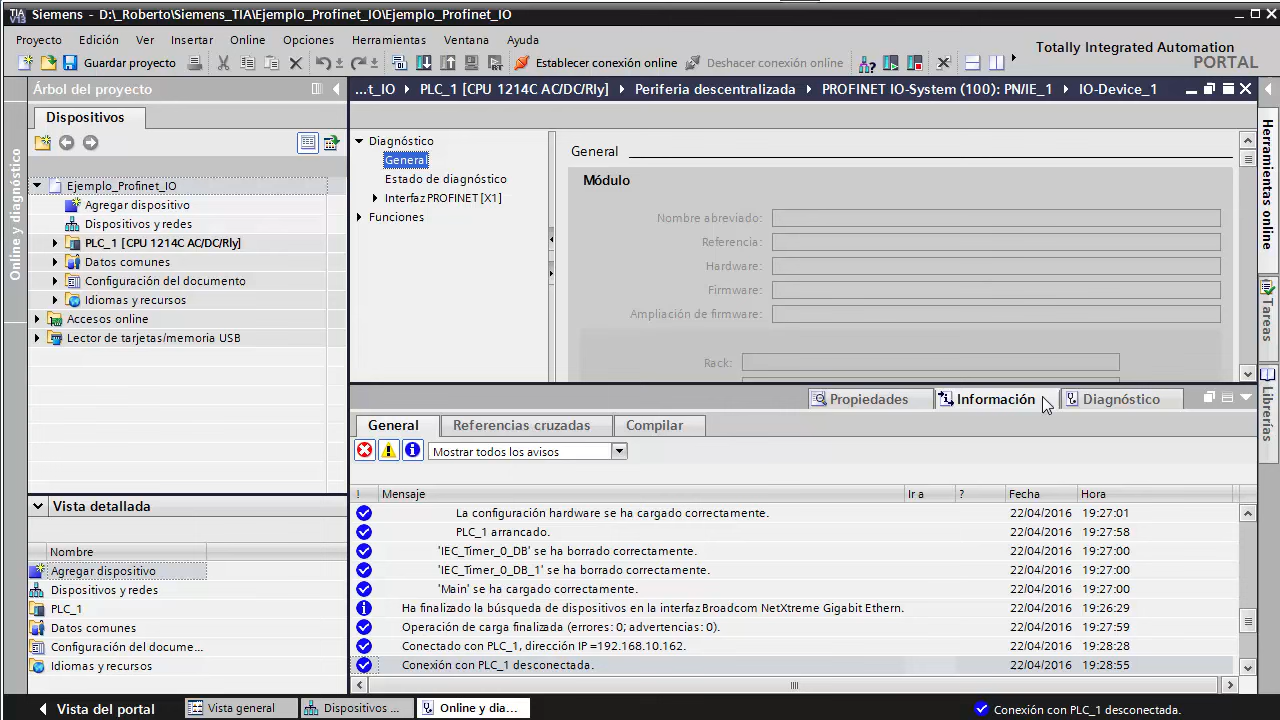 TIA V13 Siemens - D:\_Roberto\Siemens_TIA\Ejemplo_Profinet_IO\Ejemplo_Profinet_IO
Proyecto Edición Ver Insertar Online Opciones Herramientas Ventana Ayuda
Totally Integrated Automation
PORTAL
Guardar proyecto Establecer conexión online Deshacer conexión online
Árbol del proyecto
...t_IO PLC_1 [CPU 1214C AC/DC/Rly] Periferia descentralizada PROFINET IO-System (100): PN/IE_1 IO-Device_1
Dispositivos
Online y diagnóstico
Ejemplo_Profinet_IO
Agregar dispositivo
Dispositivos y redes
PLC_1 [CPU 1214C AC/DC/Rly]
Datos comunes
Configuración del documento
Idiomas y recursos
Accesos online
Lector de tarjetas/memoria USB
Diagnóstico
General
Estado de diagnóstico
Interfaz PROFINET [X1]
Funciones
General
Módulo
Nombre abreviado:
Referencia:
Hardware:
Firmware:
Ampliación de firmware:
Rack:
Herramientas online
Tareas
Librerías
Propiedades Información Diagnóstico
General Referencias cruzadas Compilar
Mostrar todos los avisos
! Mensaje Ir a ? Fecha Hora
La configuración hardware se ha cargado correctamente. 22/04/2016 19:27:01
PLC_1 arrancado. 22/04/2016 19:27:58
'IEC_Timer_0_DB' se ha borrado correctamente. 22/04/2016 19:27:00
'IEC_Timer_0_DB_1' se ha borrado correctamente. 22/04/2016 19:27:00
'Main' se ha cargado correctamente. 22/04/2016 19:27:00
Ha finalizado la búsqueda de dispositivos en la interfaz Broadcom NetXtreme Gigabit Ethern. 22/04/2016 19:26:29
Operación de carga finalizada (errores: 0; advertencias: 0). 22/04/2016 19:27:59
Conectado con PLC_1, dirección IP =192.168.10.162. 22/04/2016 19:28:28
Conexión con PLC_1 desconectada. 22/04/2016 19:28:55
Vista detallada
Nombre
Agregar dispositivo
Dispositivos y redes
PLC_1
Datos comunes
Configuración del docume...
Idiomas y recursos
Vista del portal Vista general Dispositivos ... Online y dia... Conexión con PLC_1 desconectada.